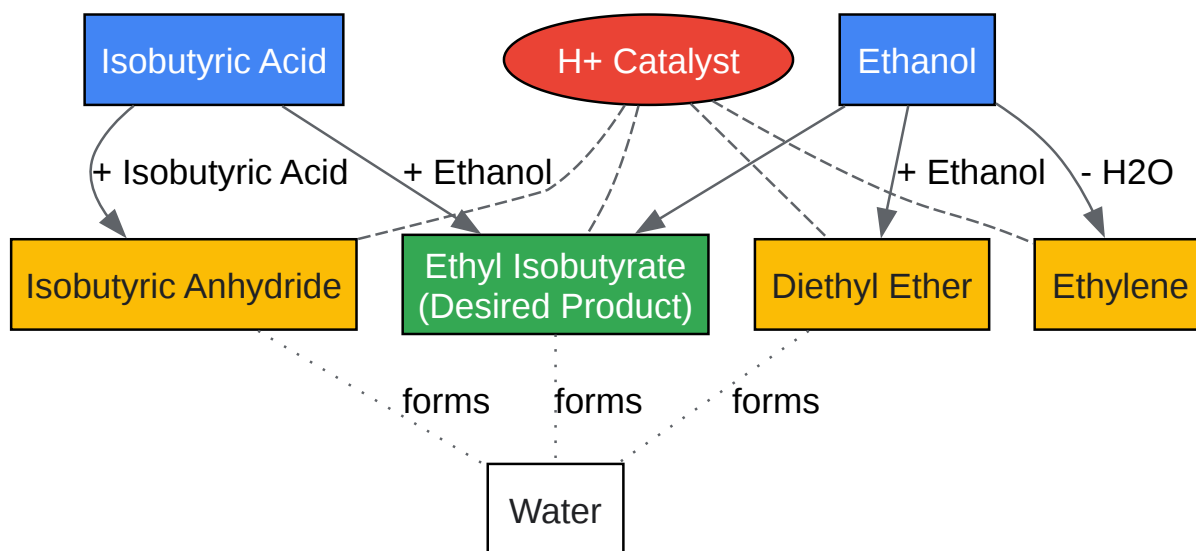 Isobutyric Acid
H+ Catalyst
Ethanol
+ Isobutyric Acid
+ Ethanol
+ Ethanol
- H2O
Isobutyric Anhydride
Ethyl Isobutyrate
(Desired Product)
Diethyl Ether
Ethylene
forms
forms
forms
Water